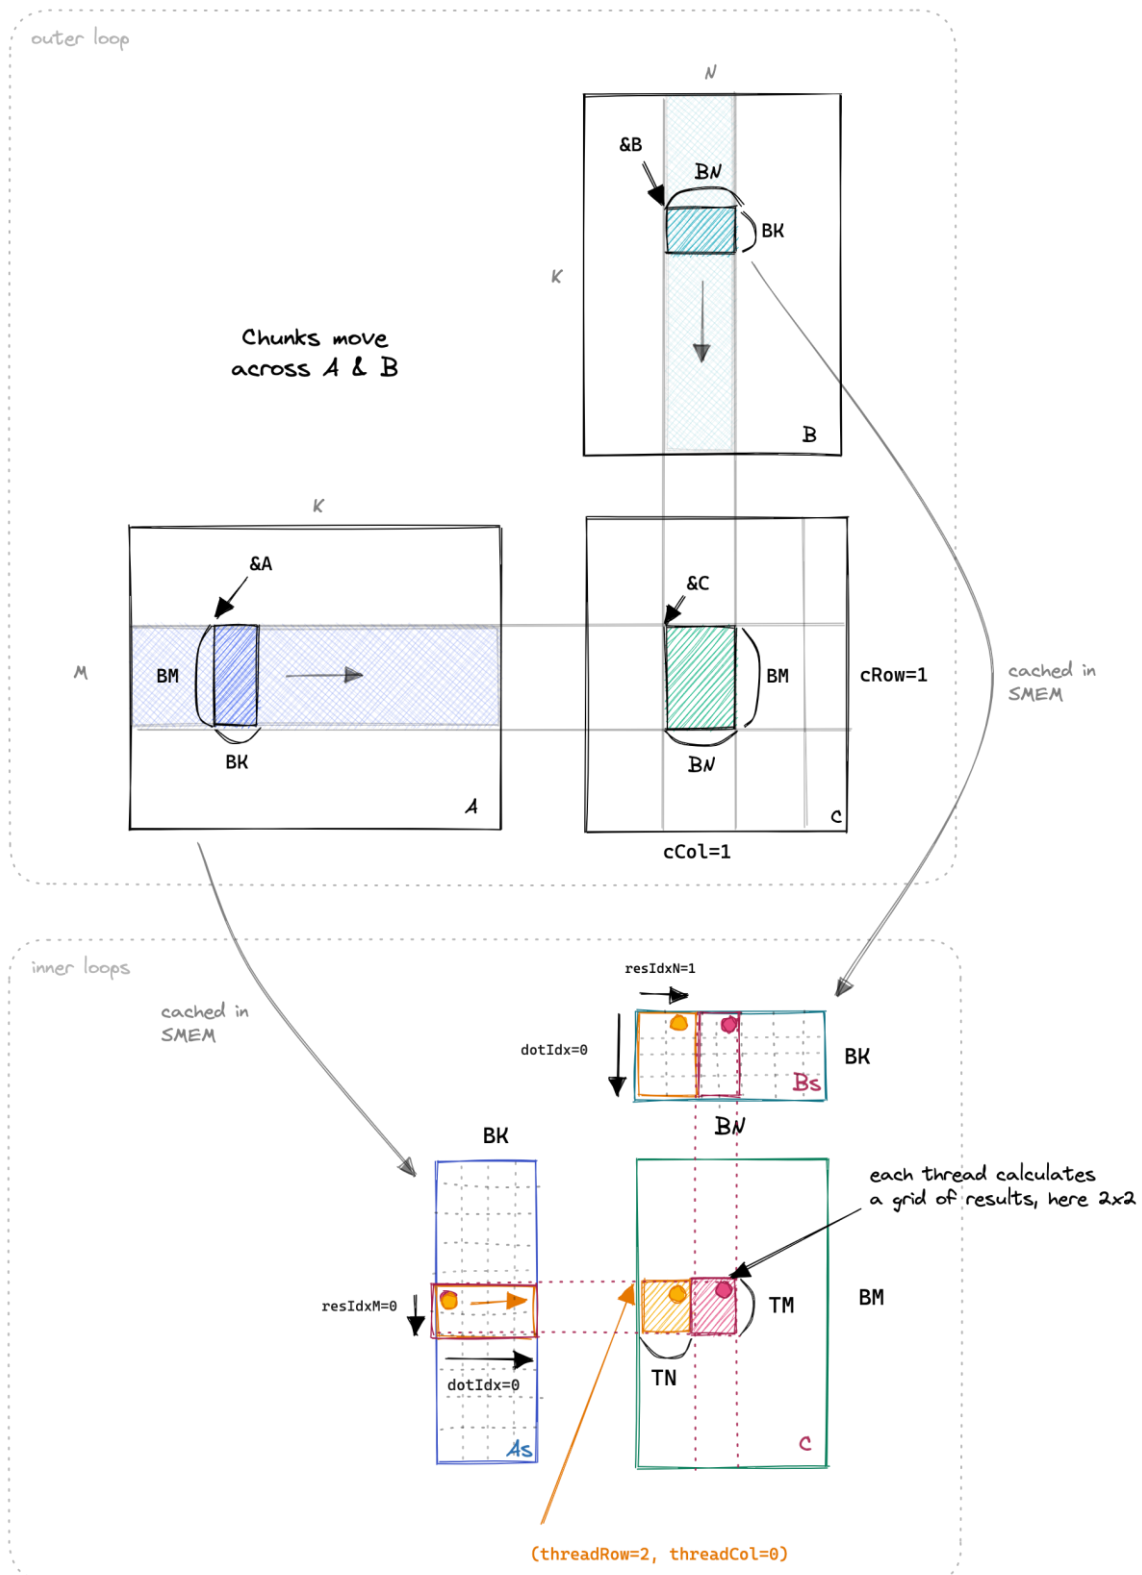 outer loop
N
&B
BN
BK
K
Chunks move
across A & B
B
K
&A
&C
M
BM
BM
cRow=1
cached in
SMEM
BK
BN
A
C
cCol=1
inner loops
resIdxN=1
cached in
SMEM
dotIdx=0
BK
Bs
BN
BK
each thread calculates
a grid of results, here 2x2
resIdxM=0
TM
BM
TN
dotIdx=0
As
C
(threadRow=2, threadCol=0)